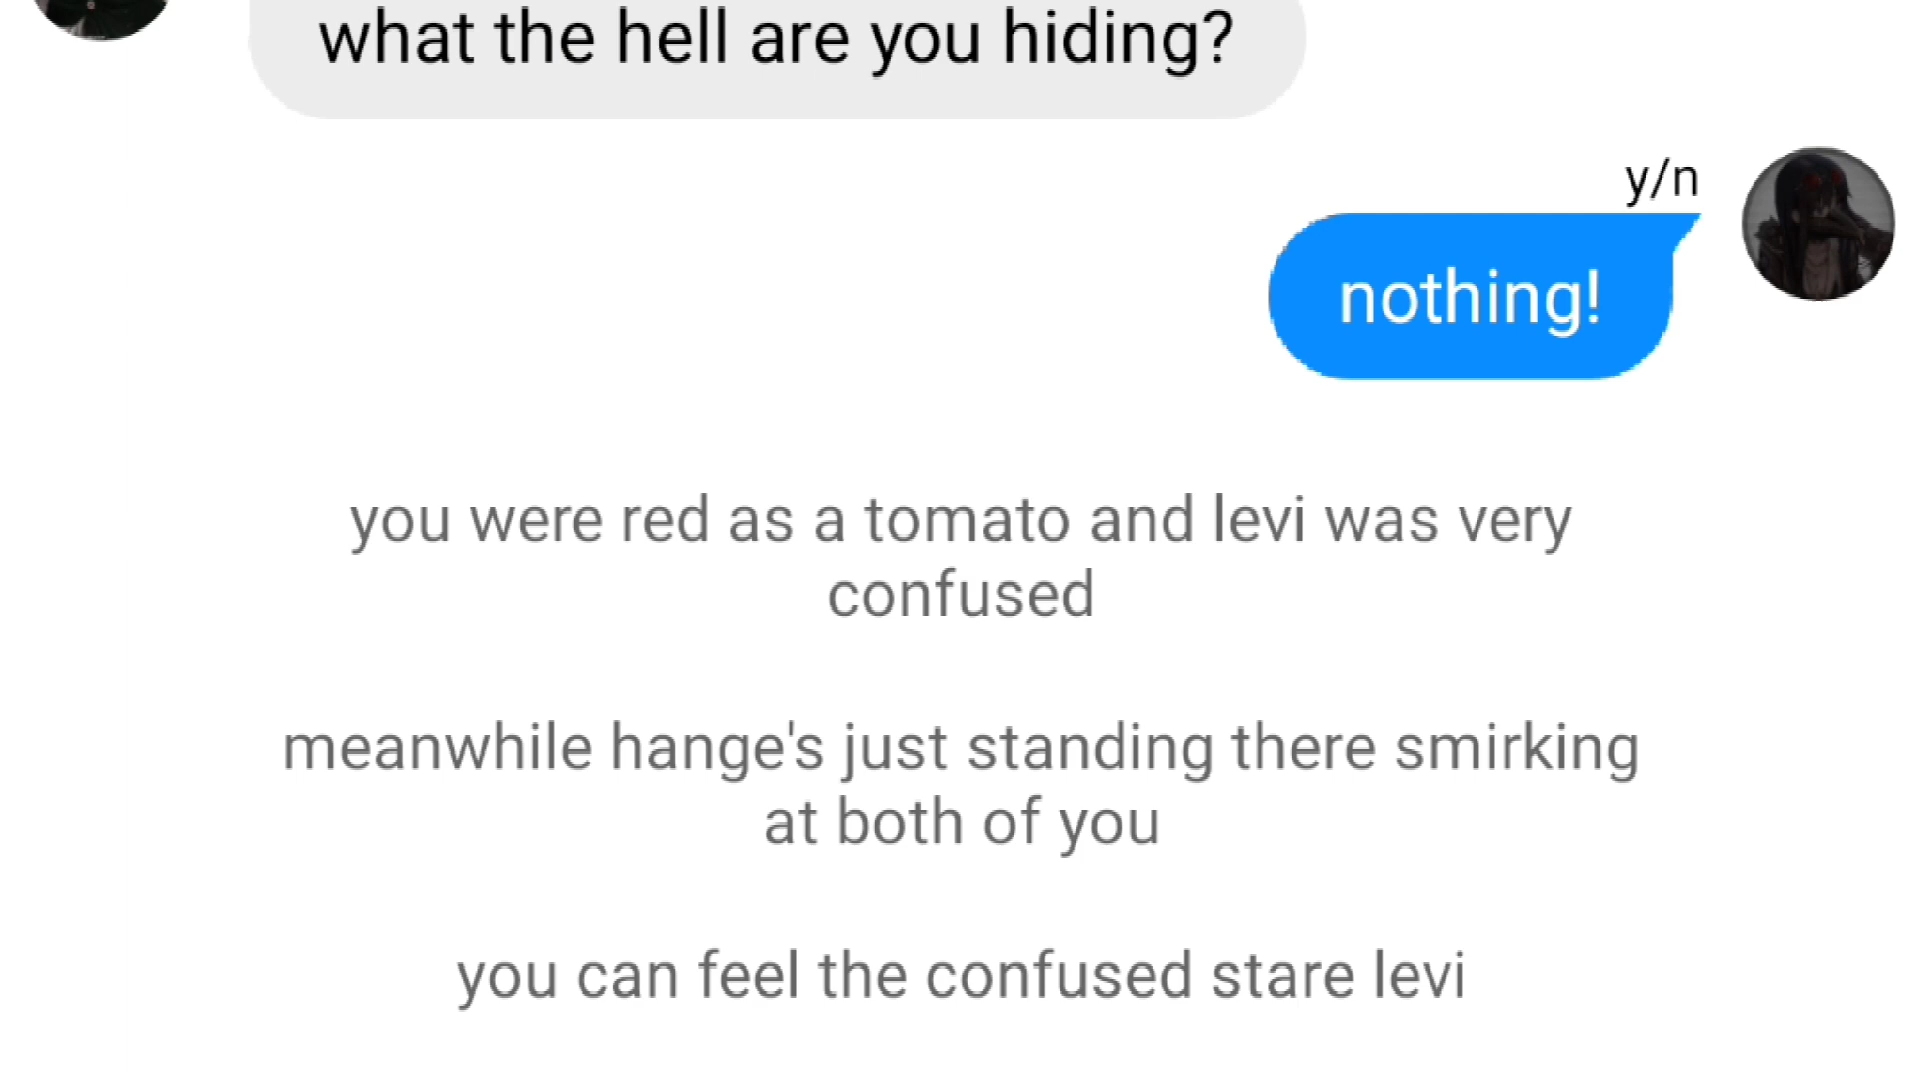 what the hell are you hiding?
y/n
nothing!
you were red as a tomato and levi was very
confused
meanwhile hange's just standing there smirking
at both of you
you can feel the confused stare levi